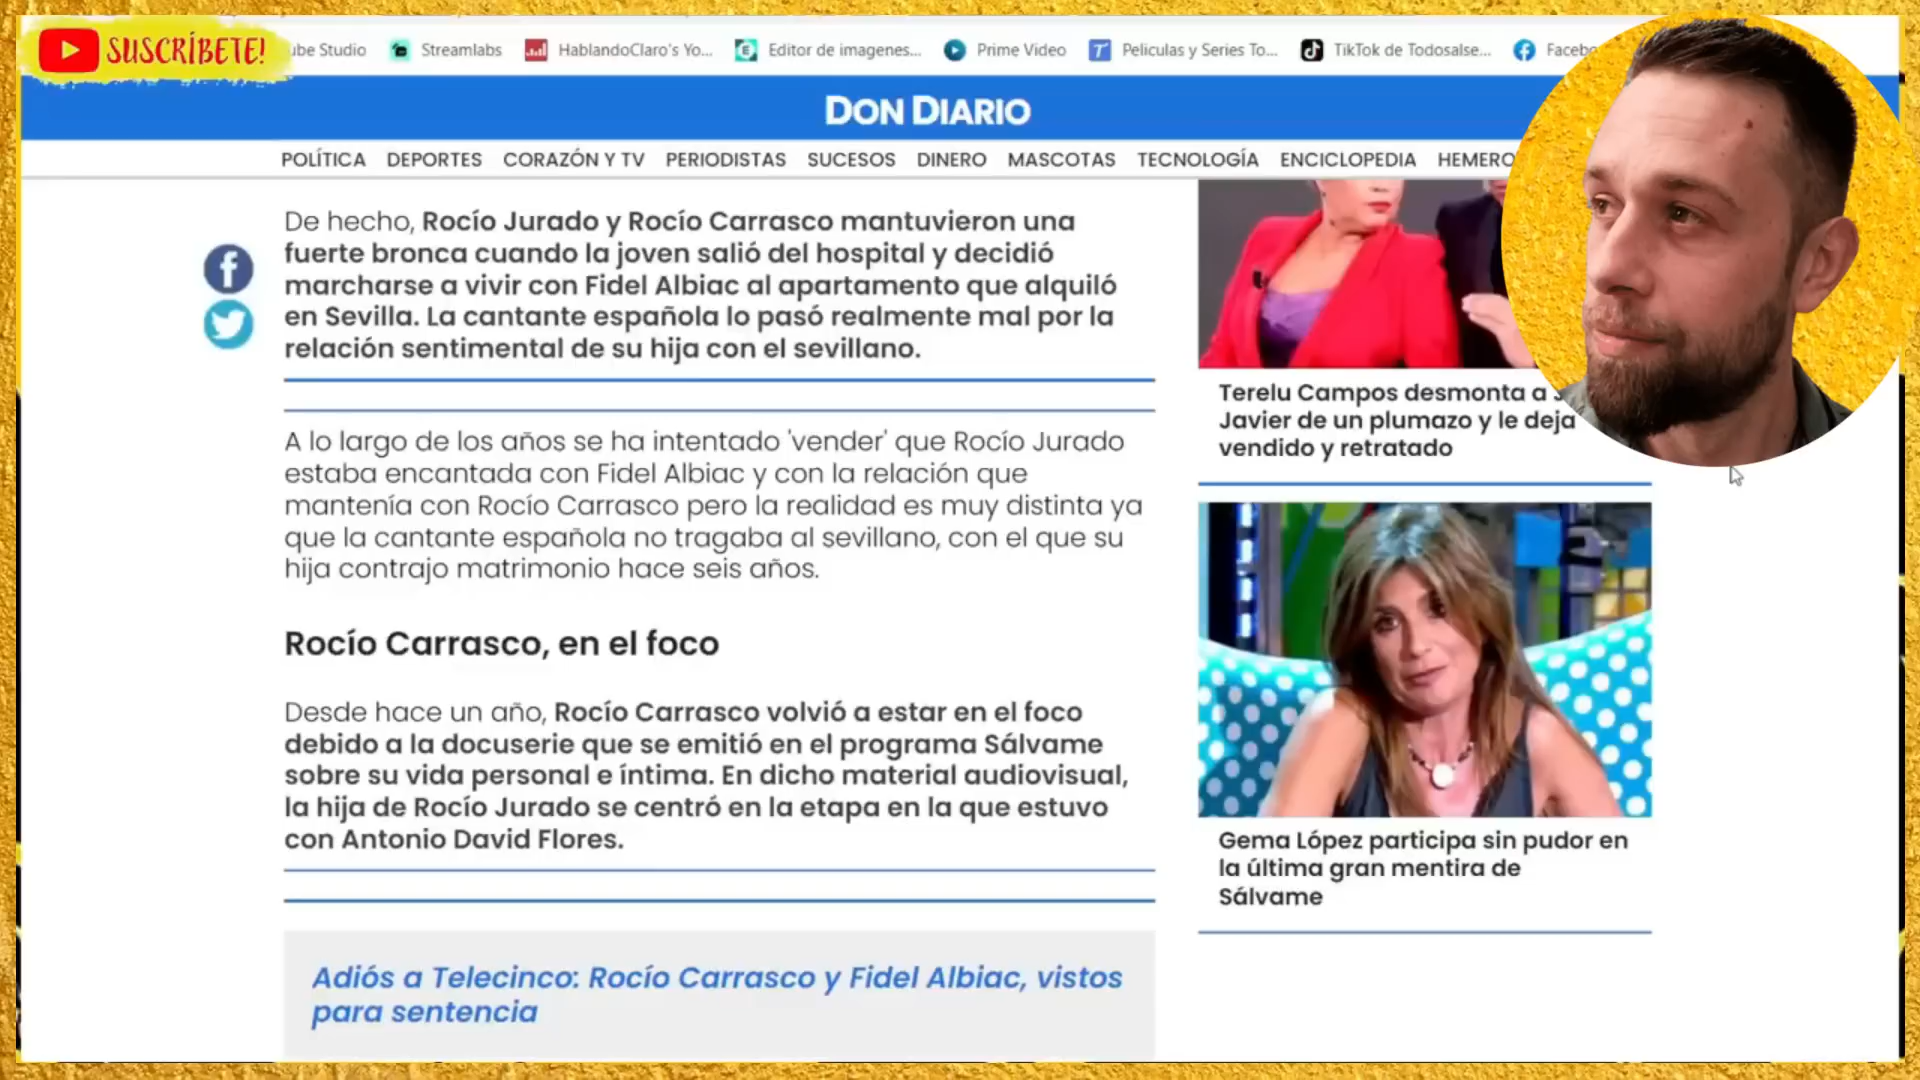 SUSCRÍBETE!
ube Studio
Streamlabs
HablandoClaro's Yo...
Editor de imagenes...
Prime Video
Peliculas y Series To...
TikTok de Todosalse...
Facebo
DON DIARIO
POLÍTICA DEPORTES CORAZÓN Y TV PERIODISTAS SUCESOS DINERO MASCOTAS TECNOLOGÍA ENCICLOPEDIA HEMERO
De hecho, Rocío Jurado y Rocío Carrasco mantuvieron una
fuerte bronca cuando la joven salió del hospital y decidió
marcharse a vivir con Fidel Albiac al apartamento que alquiló
en Sevilla. La cantante española lo pasó realmente mal por la
relación sentimental de su hija con el sevillano.
A lo largo de los años se ha intentado 'vender' que Rocío Jurado
estaba encantada con Fidel Albiac y con la relación que
mantenía con Rocío Carrasco pero la realidad es muy distinta ya
que la cantante española no tragaba al sevillano, con el que su
hija contrajo matrimonio hace seis años.
Rocío Carrasco, en el foco
Desde hace un año, Rocío Carrasco volvió a estar en el foco
debido a la docuserie que se emitió en el programa Sálvame
sobre su vida personal e íntima. En dicho material audiovisual,
la hija de Rocío Jurado se centró en la etapa en la que estuvo
con Antonio David Flores.
Adiós a Telecinco: Rocío Carrasco y Fidel Albiac, vistos
para sentencia
Terelu Campos desmonta a
Javier de un plumazo y le deja
vendido y retratado
Gema López participa sin pudor en
la última gran mentira de
Sálvame